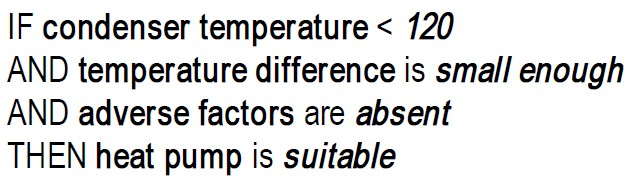 IF condenser temperature < 120
AND temperature difference is small enough
AND adverse factors are absent
THEN heat pump is suitable